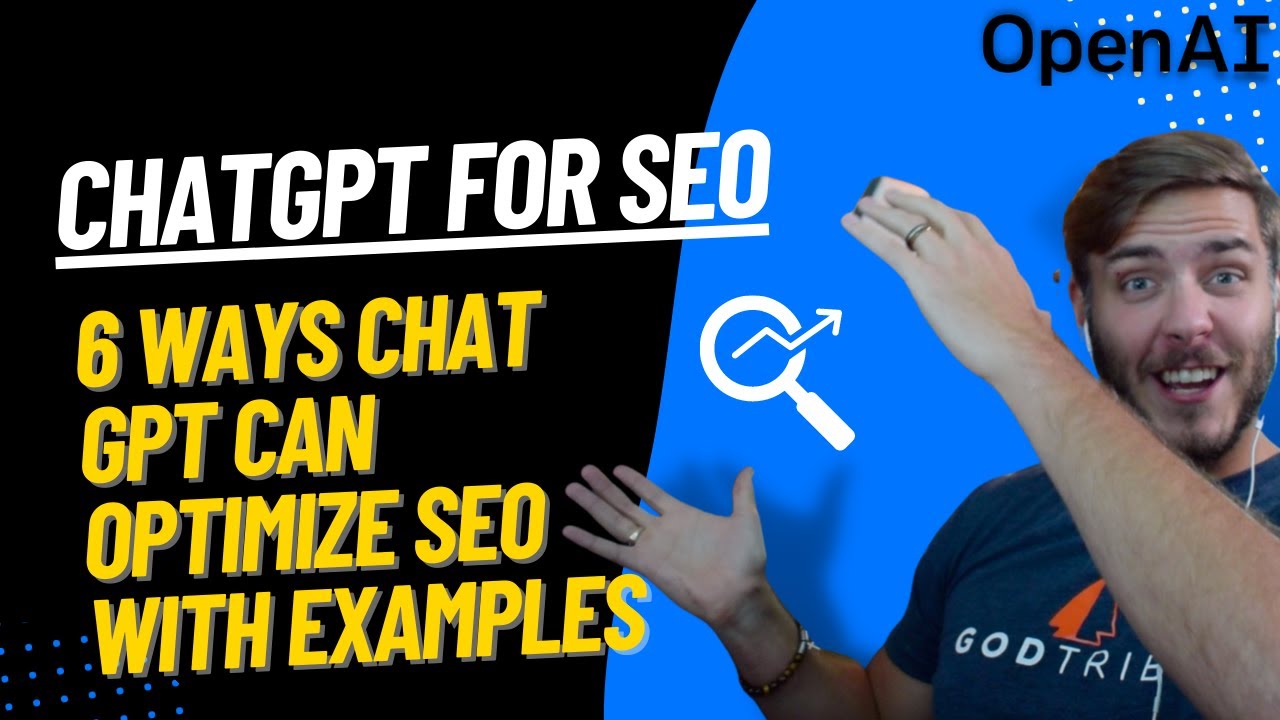 OpenAI
CHATGPT FOR SEO
6 WAYS CHAT
GPT CAN
OPTIMIZE SEO
WITH EXAMPLES
GODTRIB